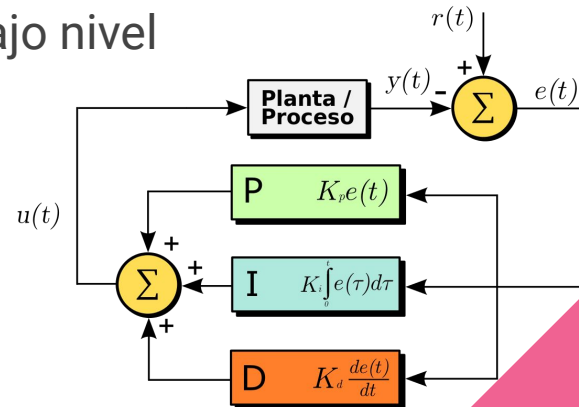 ajo nivel
r(t)
+
Planta /
Proceso
y(t)
-
Σ
e(t)
P K_p e(t)
u(t)
+
Σ
+
I K_i ∫_0^t e(τ)dτ
+
D K_d de(t)/dt